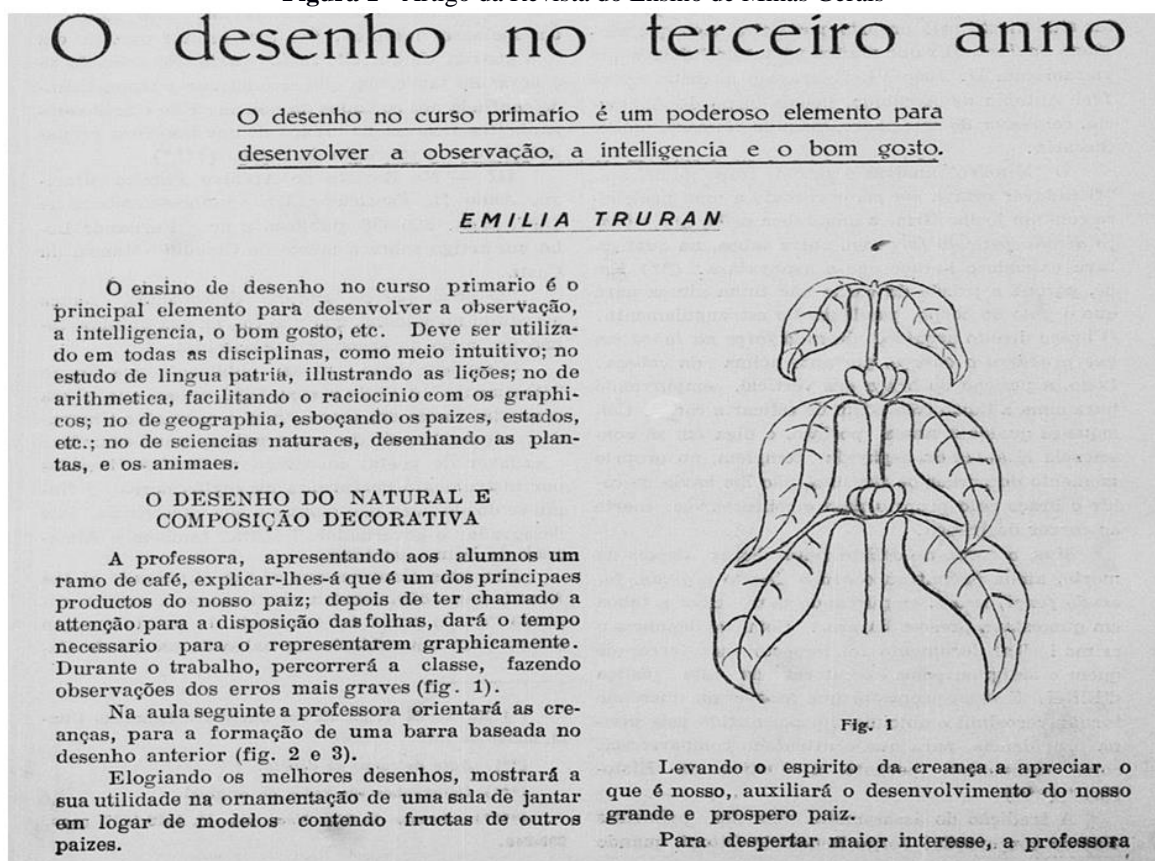 Artigo da Revista do Ensino de Minas Gerais
O desenho no terceiro anno
O desenho no curso primario é um poderoso elemento para
desenvolver a observação, a intelligencia e o bom gosto.
EMILIA TRURAN
O ensino de desenho no curso primario é o
principal elemento para desenvolver a observação,
a intelligencia, o bom gosto, etc. Deve ser utiliza-
do em todas as disciplinas, como meio intuitivo; no
estudo de lingua patria, illustrando as lições; no de
arithmetica, facilitando o raciocinio com os graphi-
cos; no de geographia, esboçando os paizes, estados,
etc.; no de sciencias naturaes, desenhando as plan-
tas, e os animaes.
O DESENHO DO NATURAL E
COMPOSIÇÃO DECORATIVA
A professora, apresentando aos alumnos um
ramo de café, explicar-lhes-á que é um dos principaes
productos do nosso paiz; depois de ter chamado a
attenção para a disposição das folhas, dará o tempo
necessario para o representarem graphicamente.
Durante o trabalho, percorrerá a classe, fazendo
observações dos erros mais graves (fig. 1).
Na aula seguinte a professora orientará as cre-
anças, para a formação de uma barra baseada no
desenho anterior (fig. 2 e 3).
Elogiando os melhores desenhos, mostrará a
sua utilidade na ornamentação de uma sala de jantar
em logar de modelos contendo fructas de outros
paizes.
Fig. I
Levando o espirito da creança a apreciar o
que é nosso, auxiliará o desenvolvimento do nosso
grande e prospero paiz.
Para despertar maior interesse, a professora